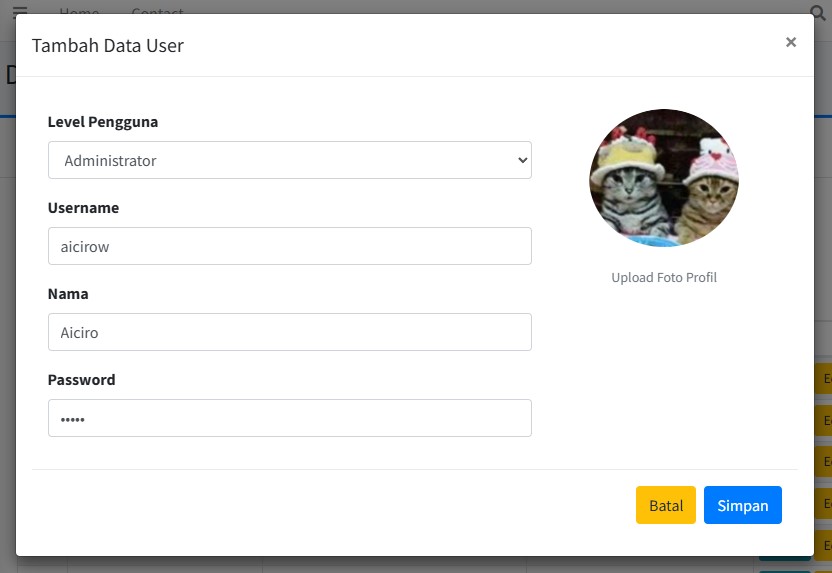 Home Contact
Tambah Data User
×
Level Pengguna
Administrator
Username
aicirow
Nama
Aiciro
Password
•••••
Upload Foto Profil
Batal Simpan